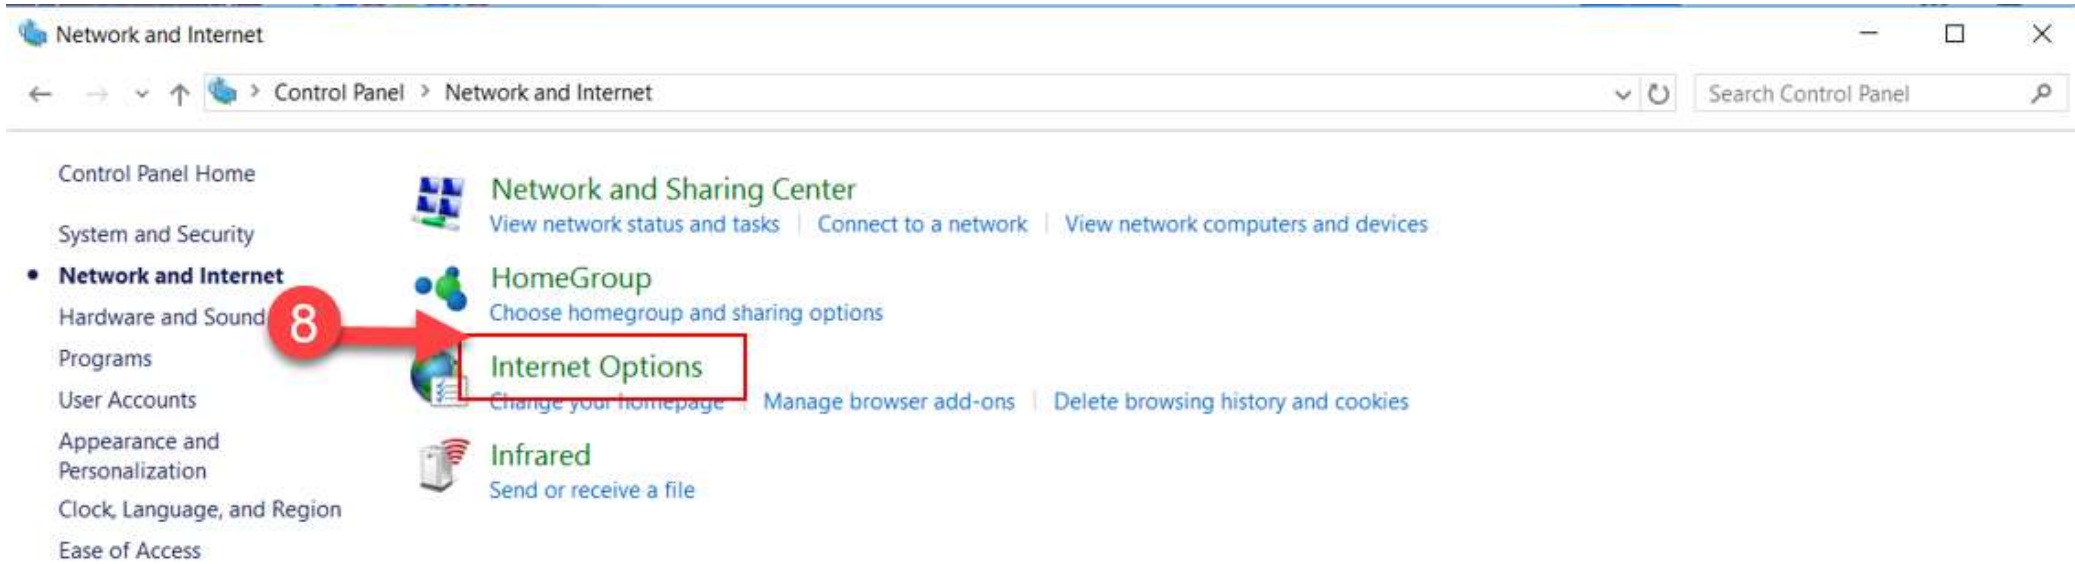 Network and Internet
Control Panel > Network and Internet
Search Control Panel
Control Panel Home
System and Security
Network and Internet
Hardware and Sound
Programs
User Accounts
Appearance and
Personalization
Clock, Language, and Region
Ease of Access
8
Network and Sharing Center
View network status and tasks | Connect to a network | View network computers and devices
HomeGroup
Choose homegroup and sharing options
Internet Options
Change your homepage | Manage browser add-ons | Delete browsing history and cookies
Infrared
Send or receive a file